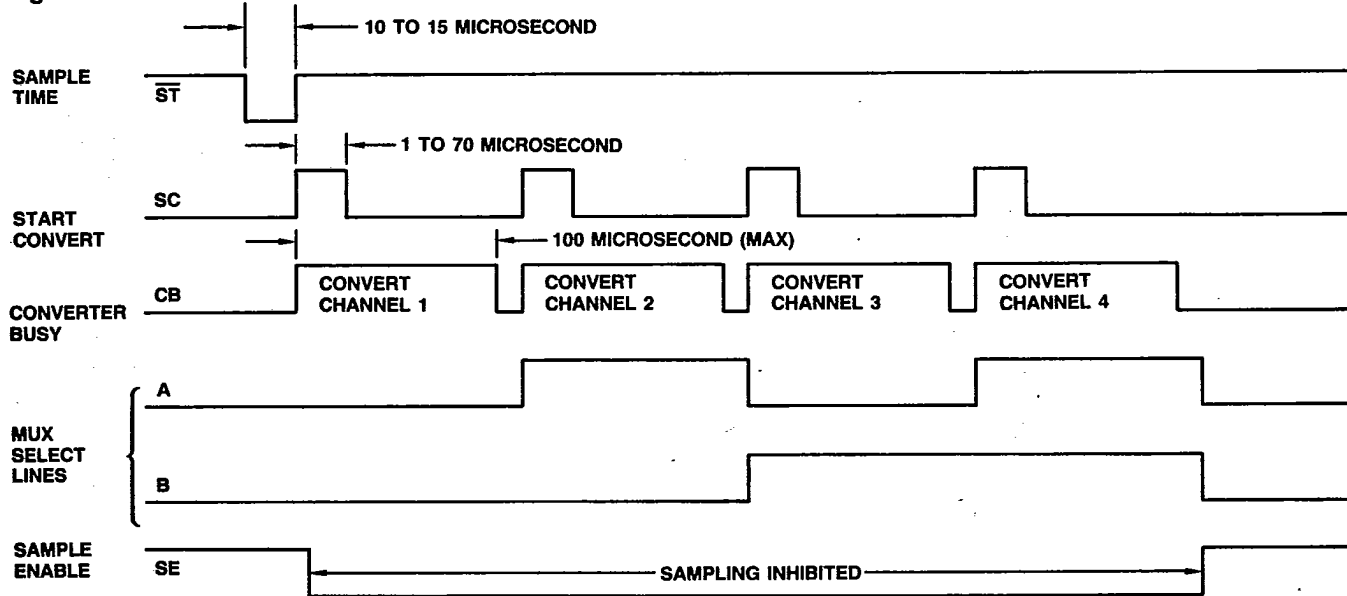 10 TO 15 MICROSECOND
SAMPLE
TIME
ST
1 TO 70 MICROSECOND
SC
START
CONVERT
100 MICROSECOND (MAX)
CB
CONVERT
CHANNEL 1
CONVERT
CHANNEL 2
CONVERT
CHANNEL 3
CONVERT
CHANNEL 4
CONVERTER
BUSY
A
MUX
SELECT
LINES
B
SAMPLE
ENABLE
SE
SAMPLING INHIBITED